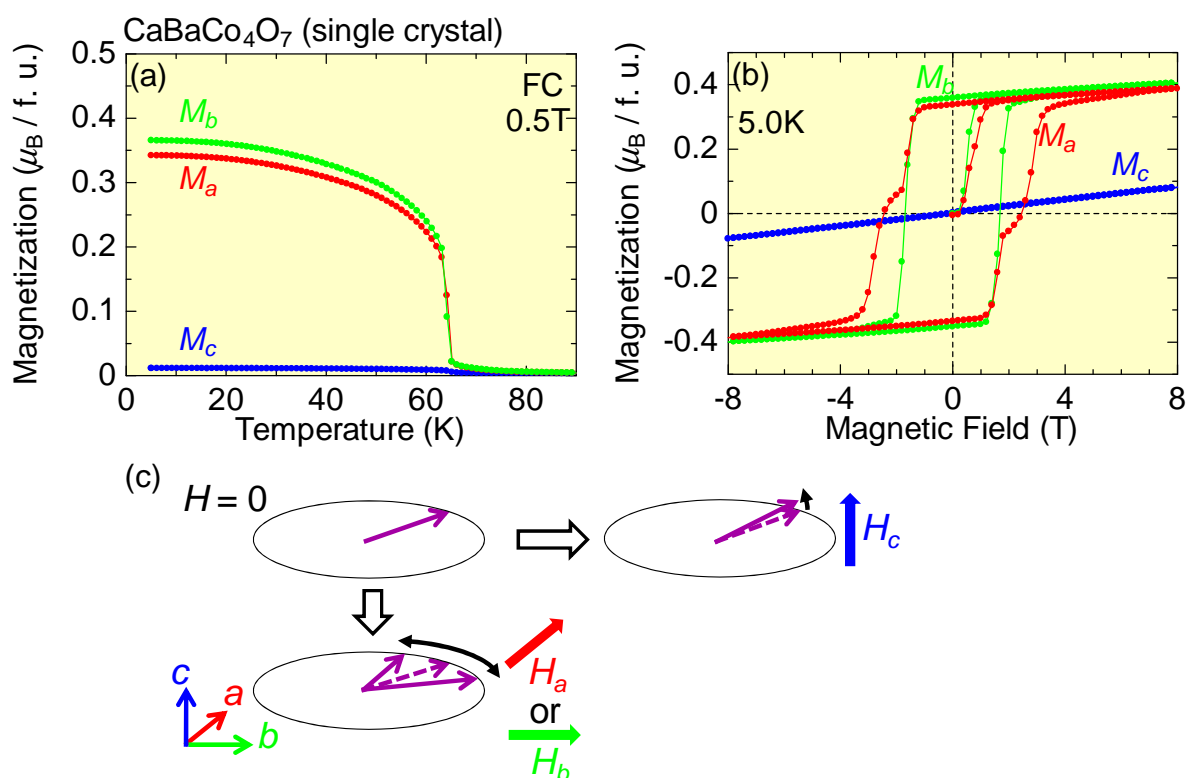 CaBaCo₄O₇ (single crystal)
(a)
FC
0.5T
Magnetization (μB / f. u.)
0.5
0.4
0.3
0.2
0.1
0
Mb
Ma
Mc
0 20 40 60 80
Temperature (K)
(b)
5.0K
Magnetization (μB / f. u.)
0.4
0.2
0
-0.2
-0.4
Mb
Ma
Mc
-8 -4 0 4 8
Magnetic Field (T)
(c)
H = 0
Hc
Ha
or
Hb
c
a
b